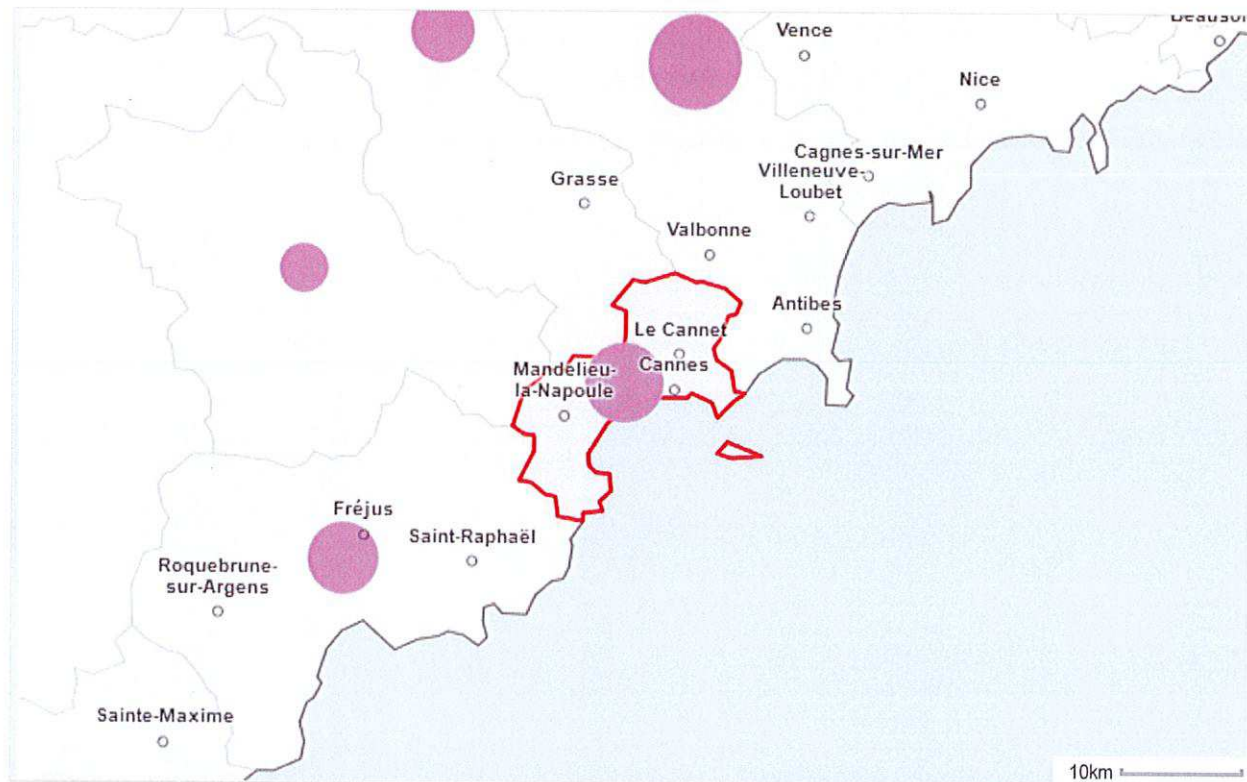 Vence
Nice
Cagnes-sur-Mer
Villeneuve-
Loubet
Grasse
Valbonne
Antibes
Le Cannet
Mandelieu-
la-Napoule
Cannes
Fréjus
Saint-Raphaël
Roquebrune-
sur-Argens
Sainte-Maxime
10km